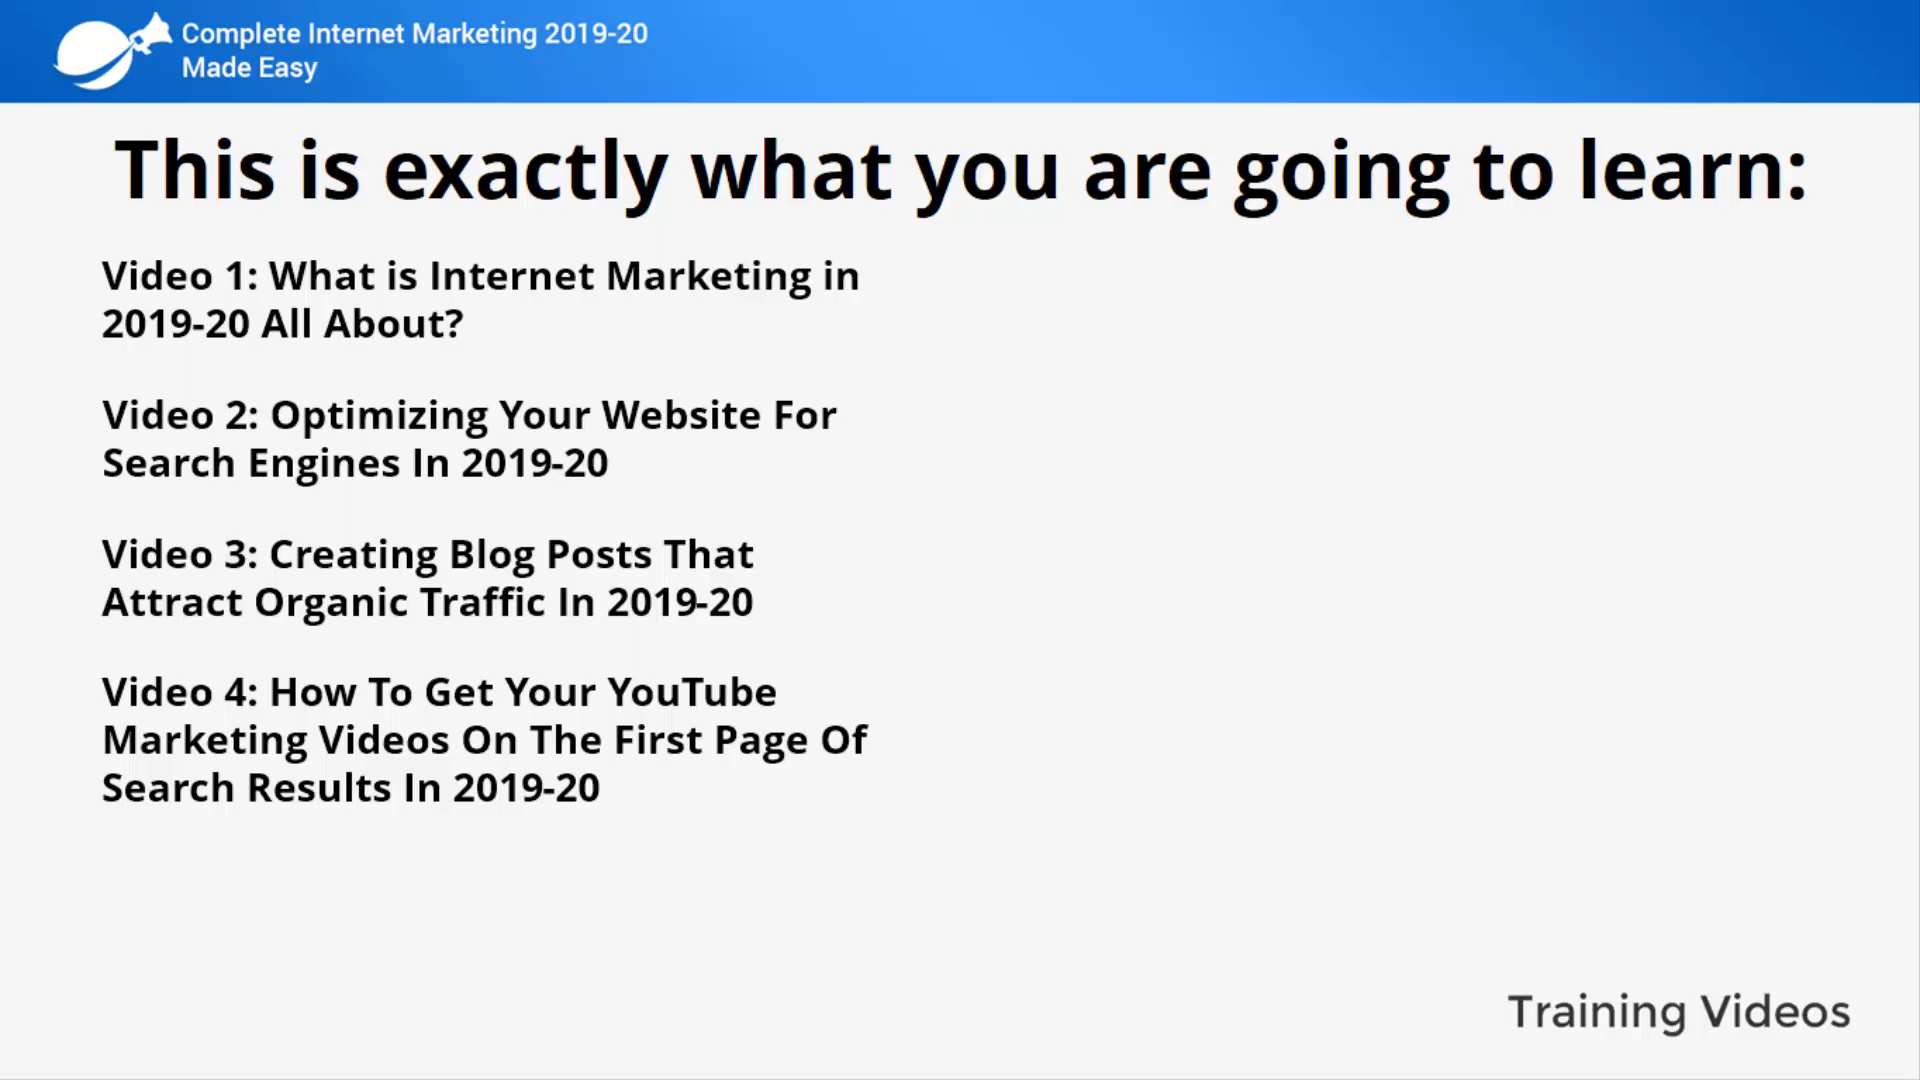 Complete Internet Marketing 2019-20
Made Easy
This is exactly what you are going to learn:
Video 1: What is Internet Marketing in
2019-20 All About?
Video 2: Optimizing Your Website For
Search Engines In 2019-20
Video 3: Creating Blog Posts That
Attract Organic Traffic In 2019-20
Video 4: How To Get Your YouTube
Marketing Videos On The First Page Of
Search Results In 2019-20
Training Videos